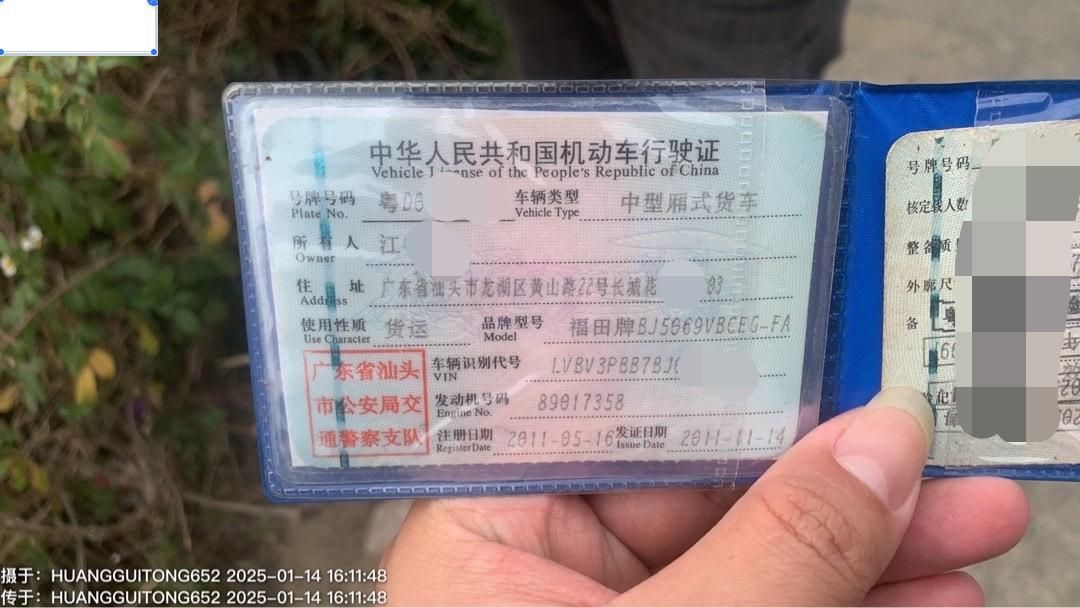 中华人民共和国机动车行驶证
Vehicle License of the People's Republic of China
号牌号码 粤D0 车辆类型 中型厢式货车
Plate No. Vehicle Type
所有人 江
Owner
住址 广东省汕头市龙湖区黄山路22号长城花 03
Address
使用性质 货运 品牌型号 福田牌BJ5069VBCEG-FA
Use Character Model
广东省汕头
市公安局交
通警察支队
车辆识别代号 LVBV3PBB7BJ
VIN
发动机号码 89017358
Engine No.
注册日期 2011-05-16 发证日期 2011-11-14
Register Date Issue Date
号牌号码
核定载人数
整备质量
外廓尺
备
摄于: HUANGGUITONG652 2025-01-14 16:11:48
传于: HUANGGUITONG652 2025-01-14 16:11:48